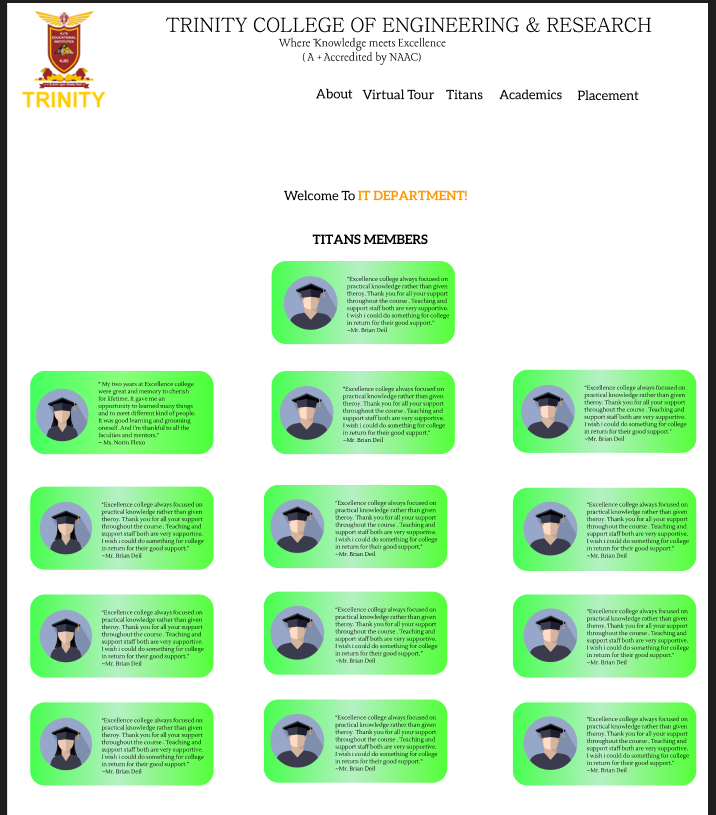 TRINITY COLLEGE OF ENGINEERING & RESEARCH
Where 'Knowledge meets Excellence
( A + Accredited by NAAC)
KJ's
EDUCATIONAL
INSTITUTES
KJEI
TRINITY
About Virtual Tour Titans Academics Placement
Welcome To IT DEPARTMENT!
TITANS MEMBERS
"Excellence college always focused on
practical knowledge rather than given
theroy. Thank you for all your support
throughout the course . Teaching and
support staff both are very supportive.
I wish i could do something for college
in return for their good support."
~Mr. Brian Deil
" My two years at Excellence college
were great and memory to cherish
for lifetime. It gave me an
opportunity to learned many things
and to meet different kind of people.
It was good learning and grooming
oneself. And I'm thankful to all the
faculties and mentors."
~ Ms. Norin Flexo
"Excellence college always focused on
practical knowledge rather than given
theroy. Thank you for all your support
throughout the course . Teaching and
support staff both are very supportive.
I wish i could do something for college
in return for their good support."
~Mr. Brian Deil
"Excellence college always focused on
practical knowledge rather than given
theroy. Thank you for all your support
throughout the course . Teaching and
support staff both are very supportive.
I wish i could do something for college
in return for their good support."
~Mr. Brian Deil
"Excellence college always focused on
practical knowledge rather than given
theroy. Thank you for all your support
throughout the course . Teaching and
support staff both are very supportive.
I wish i could do something for college
in return for their good support."
~Mr. Brian Deil
"Excellence college always focused on
practical knowledge rather than given
theroy. Thank you for all your support
throughout the course . Teaching and
support staff both are very supportive.
I wish i could do something for college
in return for their good support."
~Mr. Brian Deil
"Excellence college always focused on
practical knowledge rather than given
theroy. Thank you for all your support
throughout the course . Teaching and
support staff both are very supportive.
I wish i could do something for college
in return for their good support."
~Mr. Brian Deil
"Excellence college always focused on
practical knowledge rather than given
theroy. Thank you for all your support
throughout the course . Teaching and
support staff both are very supportive.
I wish i could do something for college
in return for their good support."
~Mr. Brian Deil
"Excellence college always focused on
practical knowledge rather than given
theroy. Thank you for all your support
throughout the course . Teaching and
support staff both are very supportive.
I wish i could do something for college
in return for their good support."
~Mr. Brian Deil
"Excellence college always focused on
practical knowledge rather than given
theroy. Thank you for all your support
throughout the course . Teaching and
support staff both are very supportive.
I wish i could do something for college
in return for their good support."
~Mr. Brian Deil
"Excellence college always focused on
practical knowledge rather than given
theroy. Thank you for all your support
throughout the course . Teaching and
support staff both are very supportive.
I wish i could do something for college
in return for their good support."
~Mr. Brian Deil
"Excellence college always focused on
practical knowledge rather than given
theroy. Thank you for all your support
throughout the course . Teaching and
support staff both are very supportive.
I wish i could do something for college
in return for their good support."
~Mr. Brian Deil
"Excellence college always focused on
practical knowledge rather than given
theroy. Thank you for all your support
throughout the course . Teaching and
support staff both are very supportive.
I wish i could do something for college
in return for their good support."
~Mr. Brian Deil